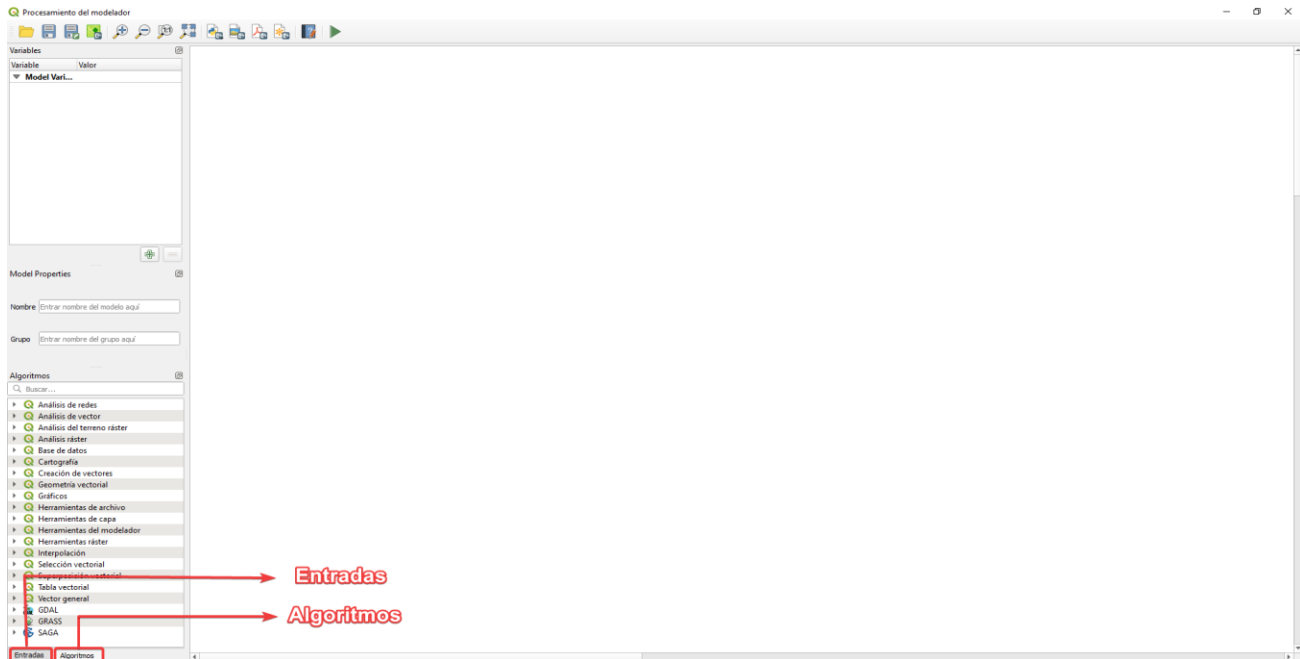 Procesamiento del modelador
Variables
Variable Valor
Model Vari...
Model Properties
Nombre Entrar nombre del modelo aquí
Grupo Entrar nombre del grupo aquí
Algoritmos
Buscar...
Análisis de redes
Análisis de vector
Análisis del terreno ráster
Análisis ráster
Base de datos
Cartografía
Creación de vectores
Geometría vectorial
Gráficos
Herramientas de archivo
Herramientas de capa
Herramientas del modelador
Herramientas ráster
Interpolación
Selección vectorial
Superposición vectorial
Tabla vectorial
Vector general
GDAL
GRASS
SAGA
Entradas
Algoritmos
Entradas Algoritmos